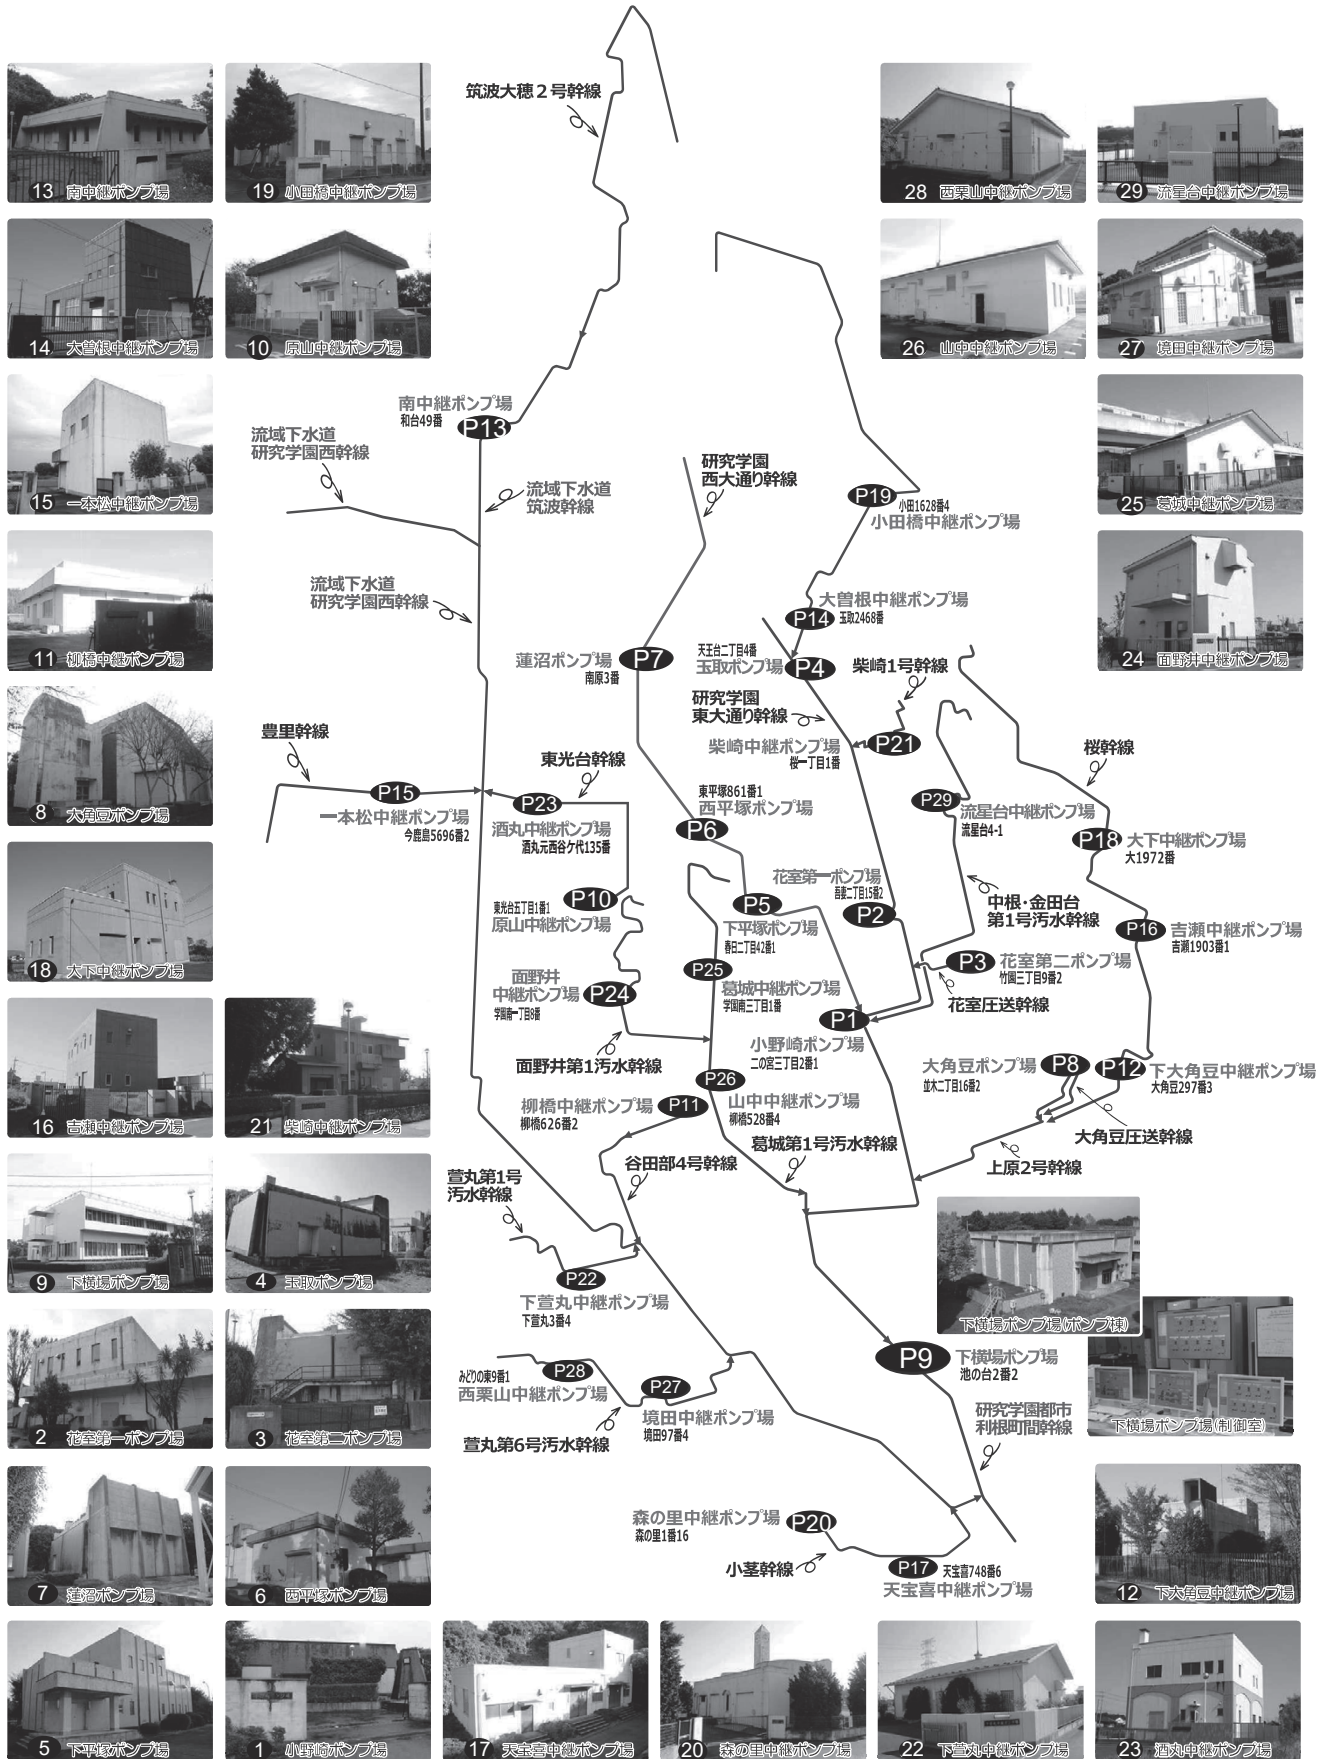 筑波大穂2号幹線
13 南中継ポンプ場
19 小田橋中継ポンプ場
28 西栗山中継ポンプ場
29 流星台中継ポンプ場
14 大曽根中継ポンプ場
10 原山中継ポンプ場
26 山中中継ポンプ場
27 境田中継ポンプ場
15 一本松中継ポンプ場
25 葛城中継ポンプ場
11 柳橋中継ポンプ場
24 面野井中継ポンプ場
8 大角豆ポンプ場
18 大下中継ポンプ場
16 吉瀬中継ポンプ場
21 柴崎中継ポンプ場
9 下横場ポンプ場
4 玉取ポンプ場
2 花室第一ポンプ場
3 花室第二ポンプ場
7 蓮沼ポンプ場
6 西平塚ポンプ場
5 下平塚ポンプ場
1 小野崎ポンプ場
17 天宝喜中継ポンプ場
20 森の里中継ポンプ場
22 下萱丸中継ポンプ場
23 酒丸中継ポンプ場
12 下大角豆中継ポンプ場
下横場ポンプ場(ポンプ棟)
下横場ポンプ場(制御室)
南中継ポンプ場
和台49番
P13
流域下水道
研究学園西幹線
流域下水道
筑波幹線
研究学園
西大通り幹線
P19
小田1628番4
小田橋中継ポンプ場
流域下水道
研究学園西幹線
大曽根中継ポンプ場
P14
玉取2468番
蓮沼ポンプ場
P7
南原3番
天王台二丁目4番
玉取ポンプ場
P4
柴崎1号幹線
研究学園
東大通り幹線
柴崎中継ポンプ場
桜一丁目1番
P21
豊里幹線
東光台幹線
桜幹線
P15
一本松中継ポンプ場
今鹿島5696番2
P23
酒丸中継ポンプ場
酒丸元西谷ケ代135番
東平塚861番1
西平塚ポンプ場
P6
P29
流星台中継ポンプ場
流星台4-1
P18
大下中継ポンプ場
大1972番
花室第一ポンプ場
吾妻二丁目15番2
P2
中根・金田台
第1号汚水幹線
東光台五丁目1番1
P10
原山中継ポンプ場
P5
下平塚ポンプ場
春日二丁目42番1
P16
吉瀬中継ポンプ場
吉瀬1903番1
P3
花室第二ポンプ場
竹園三丁目9番2
花室圧送幹線
面野井
中継ポンプ場
学園南一丁目8番
P24
P25
葛城中継ポンプ場
学園南三丁目1番
P1
小野崎ポンプ場
二の宮三丁目2番1
面野井第1汚水幹線
大角豆ポンプ場
並木二丁目16番2
P8
P12
下大角豆中継ポンプ場
大角豆297番3
P26
山中中継ポンプ場
柳橋528番4
柳橋中継ポンプ場
柳橋626番2
P11
大角豆圧送幹線
上原2号幹線
葛城第1号汚水幹線
谷田部4号幹線
萱丸第1号
汚水幹線
P22
下萱丸中継ポンプ場
下萱丸3番4
P9
下横場ポンプ場
池の台2番2
みどりの東9番1
P28
西栗山中継ポンプ場
P27
境田中継ポンプ場
境田97番4
萱丸第6号汚水幹線
研究学園都市
利根町間幹線
森の里中継ポンプ場
森の里1番16
P20
小茎幹線
P17
天宝喜748番6
天宝喜中継ポンプ場